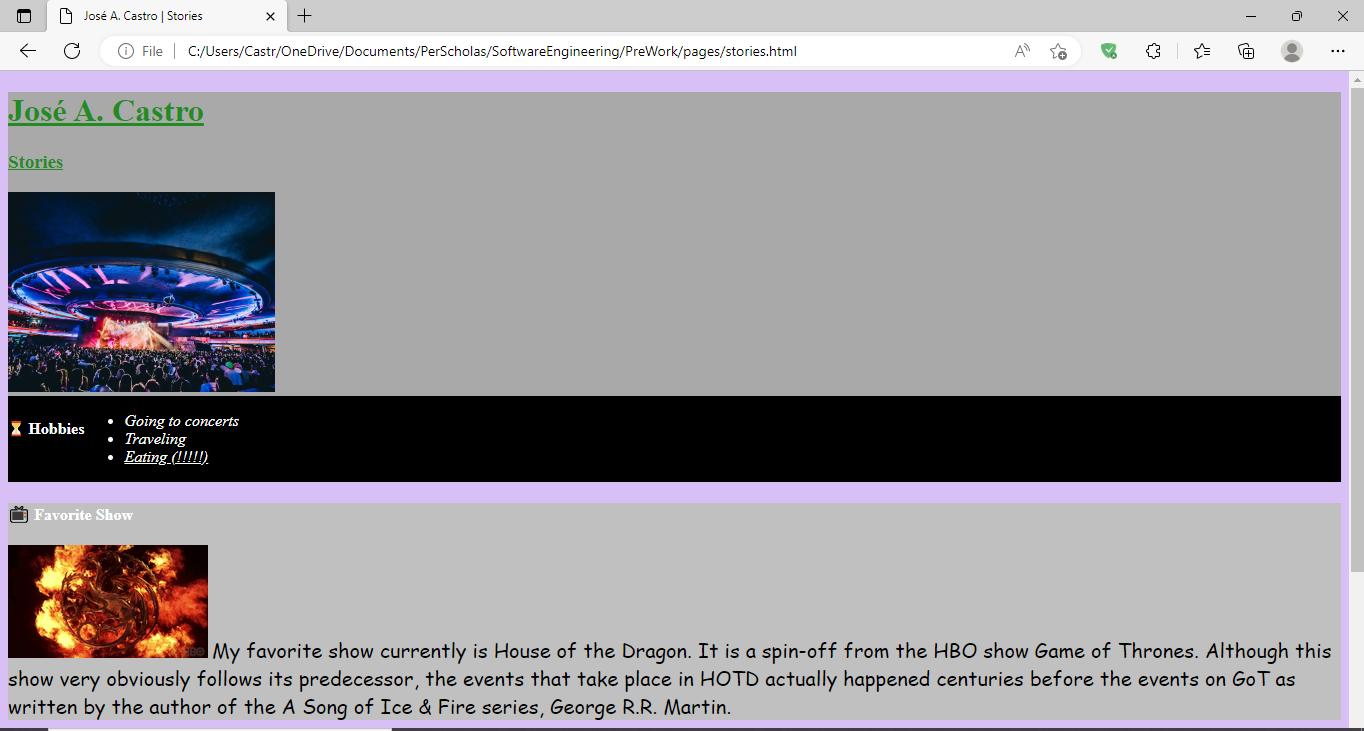 José A. Castro | Stories
File
C:/Users/Castr/OneDrive/Documents/PerScholas/SoftwareEngineering/PreWork/pages/stories.html
José A. Castro
Stories
⏳ Hobbies
• Going to concerts
• Traveling
• Eating (!!!!!)
📺 Favorite Show
HBO
My favorite show currently is House of the Dragon. It is a spin-off from the HBO show Game of Thrones. Although this
show very obviously follows its predecessor, the events that take place in HOTD actually happened centuries before the events on GoT as
written by the author of the A Song of Ice & Fire series, George R.R. Martin.